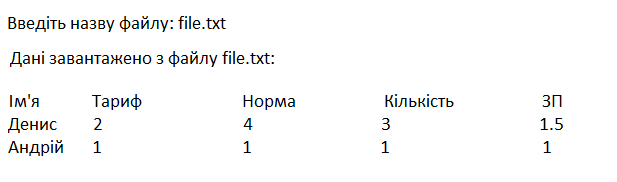 Введіть назву файлу: file.txt
Дані завантажено з файлу file.txt:
Ім'я Тариф Норма Кількість ЗП
Денис 2 4 3 1.5
Андрій 1 1 1 1